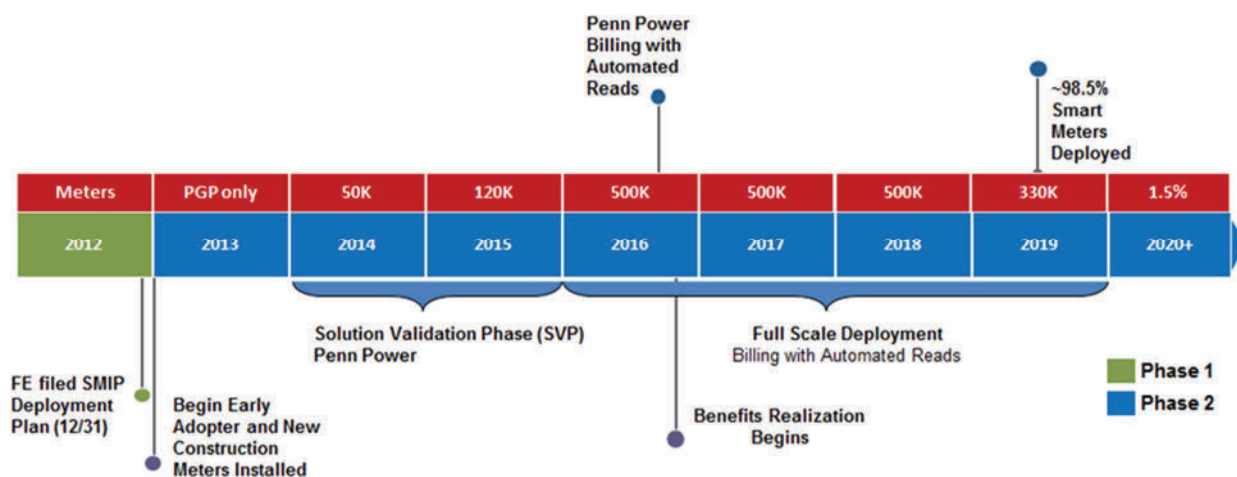 Penn Power
Billing with
Automated
Reads
~98.5%
Smart
Meters
Deployed
Meters PGP only 50K 120K 500K 500K 500K 330K 1.5%
2012 2013 2014 2015 2016 2017 2018 2019 2020+
Solution Validation Phase (SVP)
Penn Power
Full Scale Deployment
Billing with Automated Reads
FE filed SMIP
Deployment
Plan (12/31)
Begin Early
Adopter and New
Construction
Meters Installed
Benefits Realization
Begins
Phase 1
Phase 2